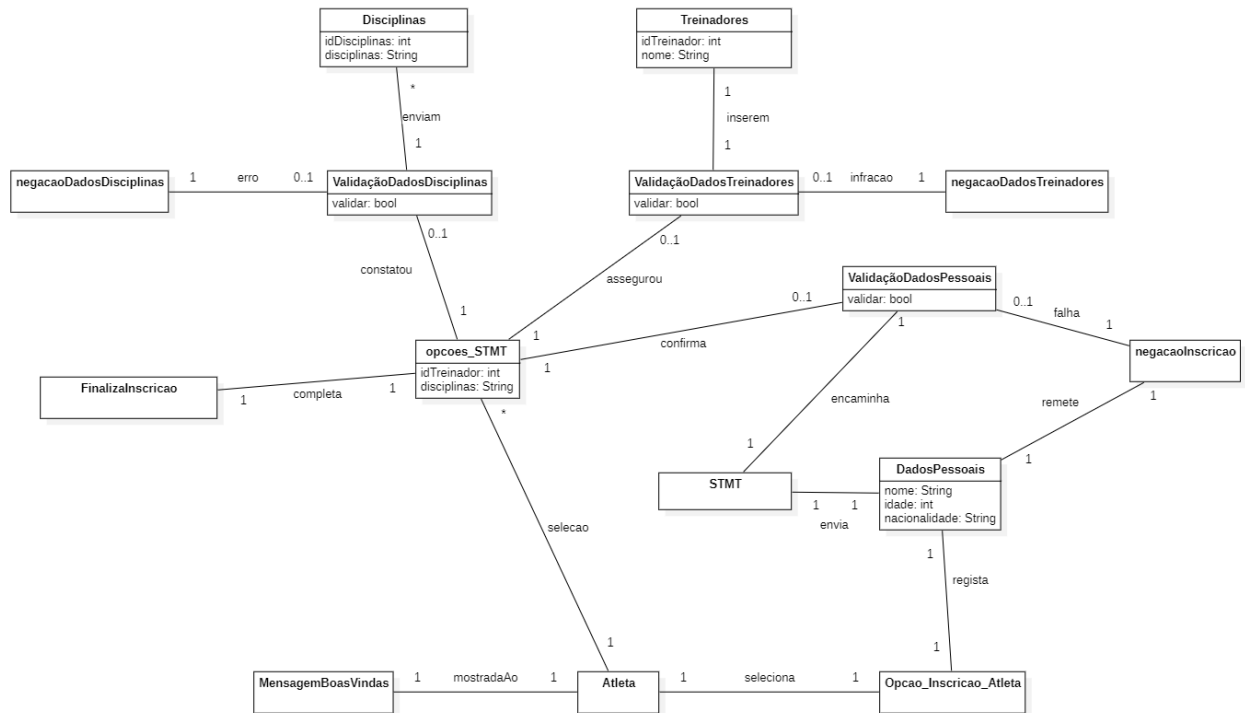 Disciplinas
idDisciplinas: int
disciplinas: String
Treinadores
idTreinador: int
nome: String
*
enviam
1
1
inserem
1
negacaoDadosDisciplinas
1
erro
0..1
ValidaçãoDadosDisciplinas
validar: bool
ValidaçãoDadosTreinadores
validar: bool
0..1
infracao
1
negacaoDadosTreinadores
0..1
constatou
1
0..1
assegurou
1
ValidaçãoDadosPessoais
validar: bool
0..1
confirma
1
0..1
falha
1
negacaoInscricao
opcoes_STMT
idTreinador: int
disciplinas: String
FinalizaInscricao
1
completa
1
1
encaminha
1
1
remete
1
STMT
DadosPessoais
nome: String
idade: int
nacionalidade: String
1
1
envia
*
selecao
1
1
regista
1
MensagemBoasVindas
1
mostradaAo
1
Atleta
1
seleciona
1
Opcao_Inscricao_Atleta